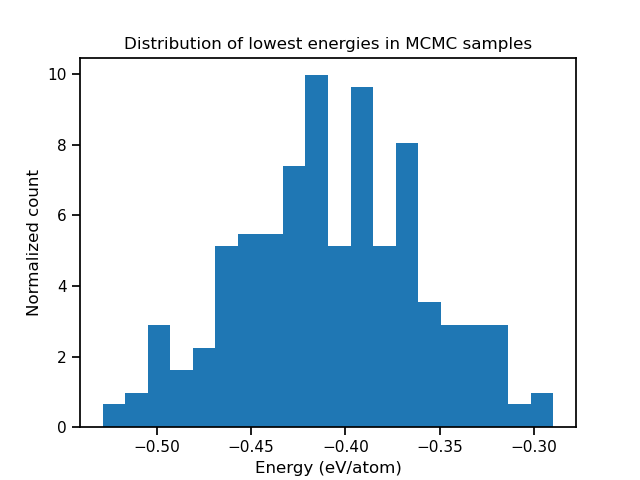 Distribution of lowest energies in MCMC samples
10
8
6
4
2
0
Normalized count
−0.50 −0.45 −0.40 −0.35 −0.30
Energy (eV/atom)